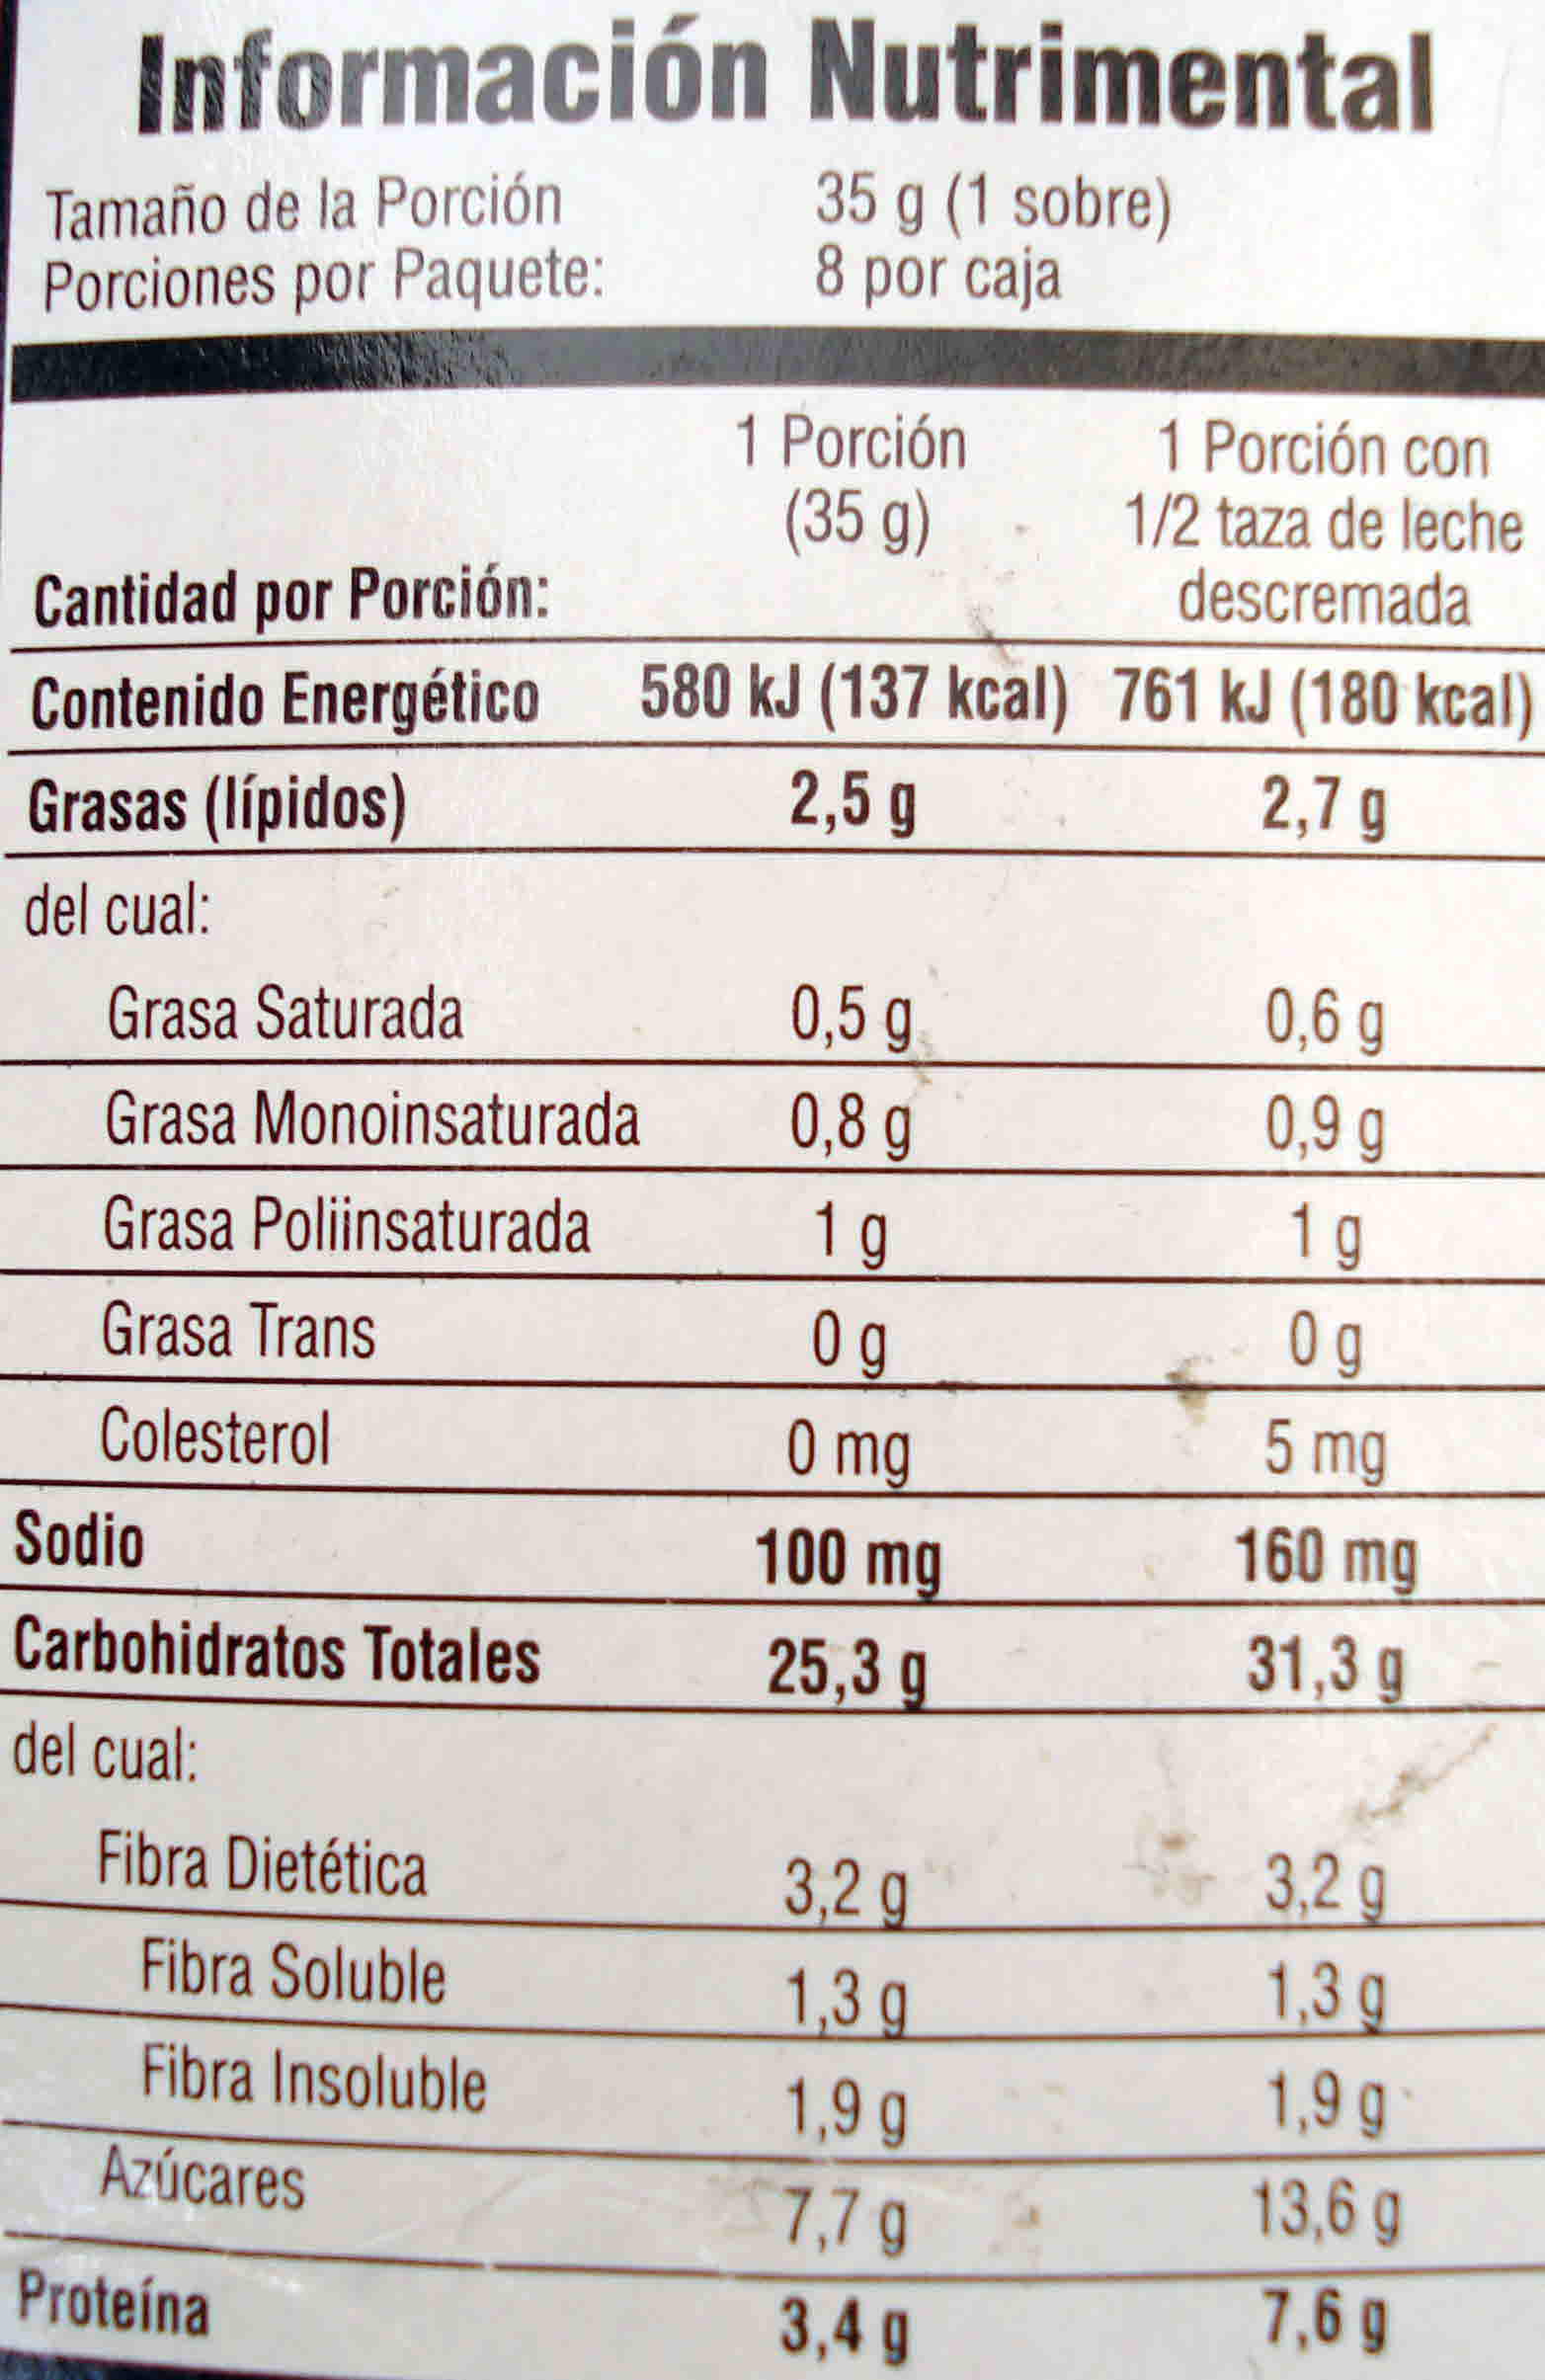 Información Nutrimental
Tamaño de la Porción 35 g (1 sobre)
Porciones por Paquete: 8 por caja
1 Porción 1 Porción con
(35 g) 1/2 taza de leche
Cantidad por Porción: descremada
Contenido Energético 580 kJ (137 kcal) 761 kJ (180 kcal)
Grasas (lípidos) 2,5 g 2,7 g
del cual:
Grasa Saturada 0,5 g 0,6 g
Grasa Monoinsaturada 0,8 g 0,9 g
Grasa Poliinsaturada 1 g 1 g
Grasa Trans 0 g 0 g
Colesterol 0 mg 5 mg
Sodio 100 mg 160 mg
Carbohidratos Totales 25,3 g 31,3 g
del cual:
Fibra Dietética 3,2 g 3,2 g
Fibra Soluble 1,3 g 1,3 g
Fibra Insoluble 1,9 g 1,9 g
Azúcares 7,7 g 13,6 g
Proteína 3,4 g 7,6 g